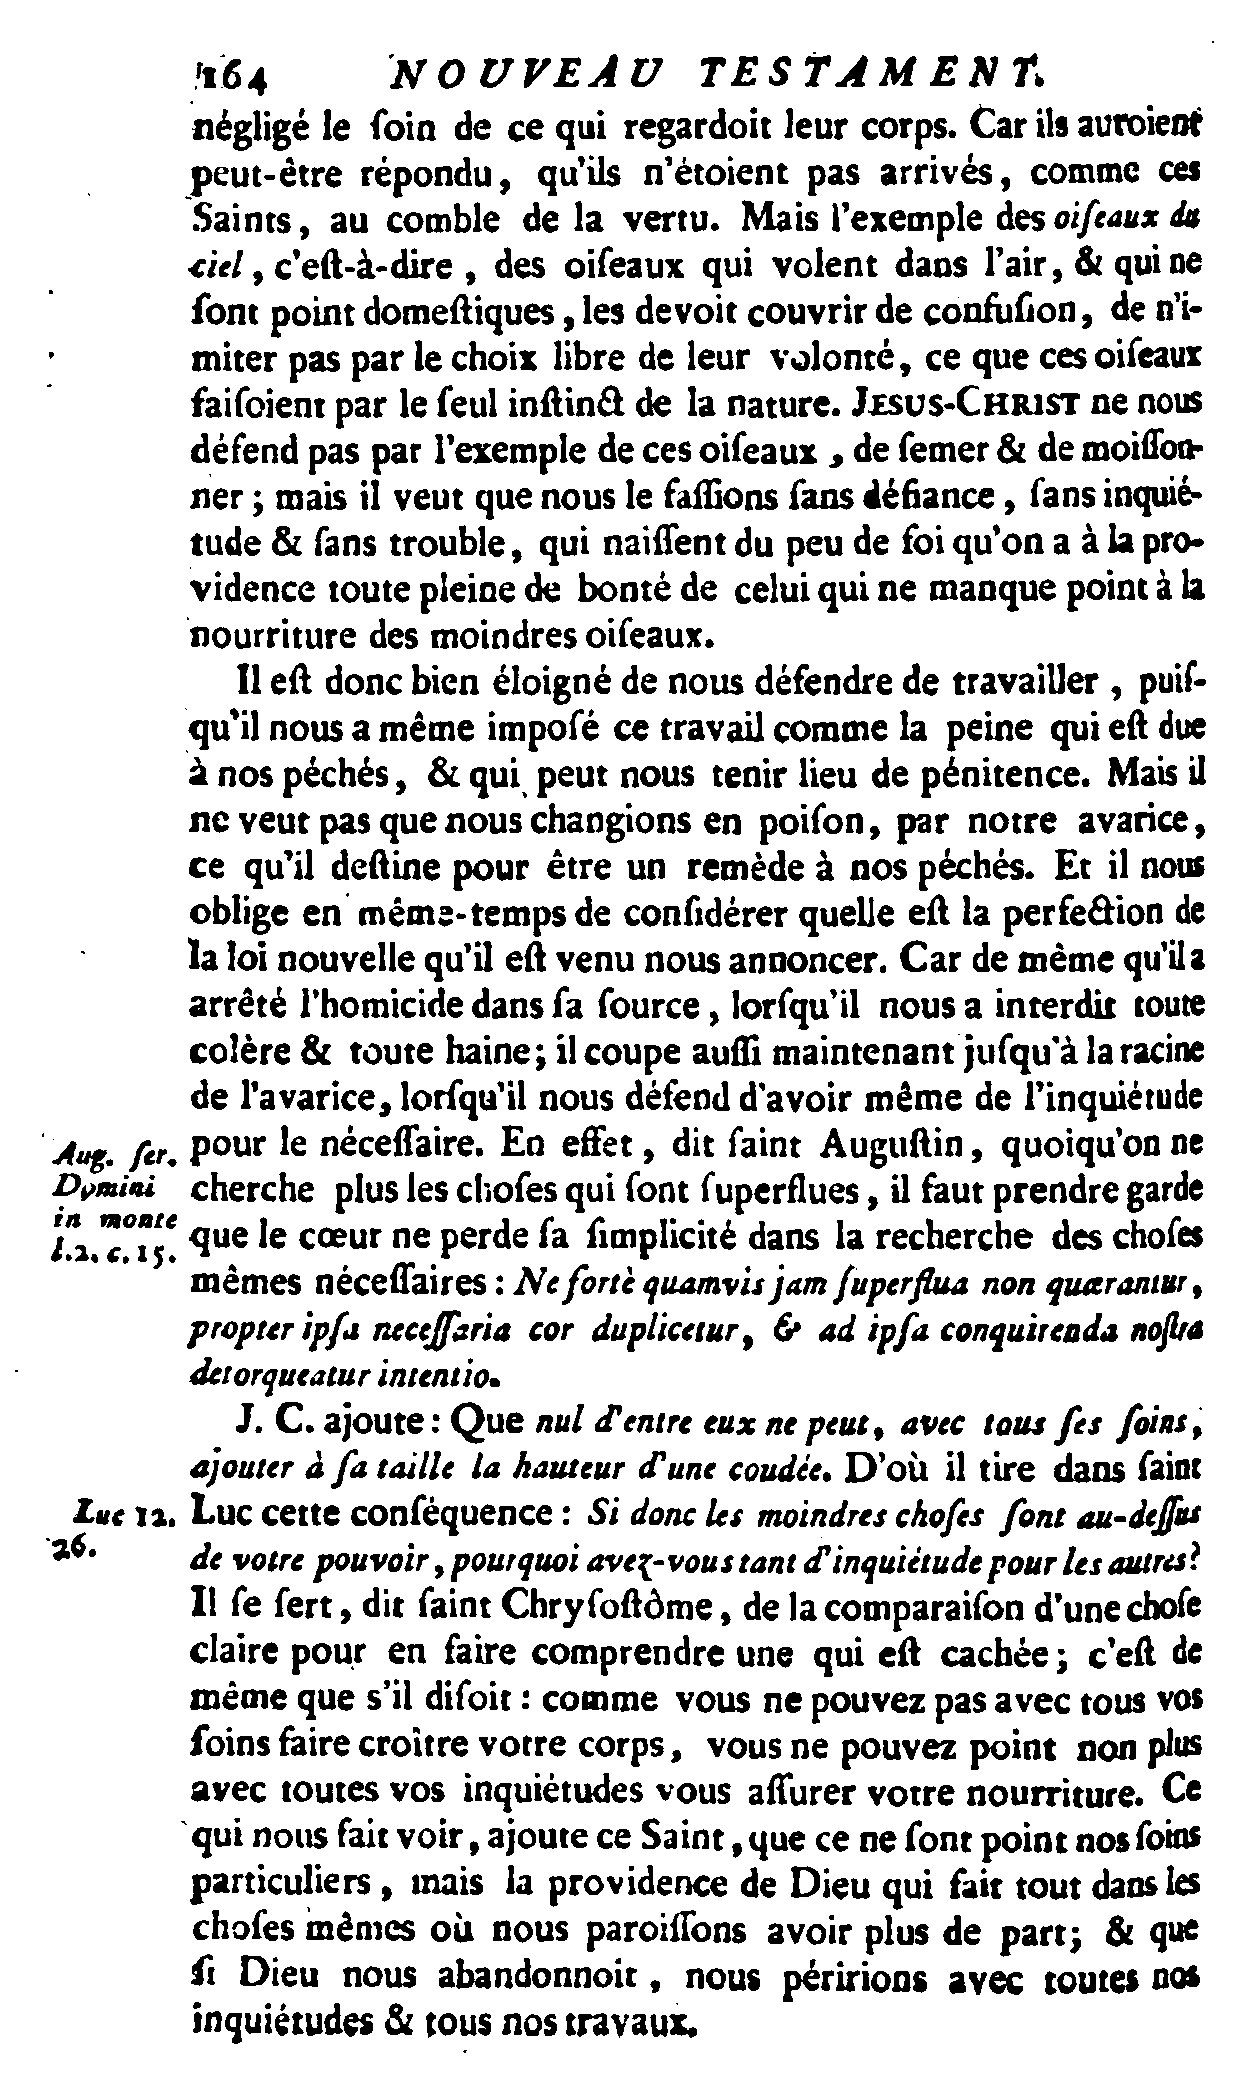 164 NOUVEAU TESTAMENT.
négligé le ſoin de ce qui regardoit leur corps. Car ils auroient
peut-être répondu, qu'ils n'étoient pas arrivés, comme ces
Saints, au comble de la vertu. Mais l'exemple des oiſeaux du
ciel, c'eſt-à-dire, des oiſeaux qui volent dans l'air, & qui ne
ſont point domeſtiques, les devoit couvrir de confuſion, de n'i-
miter pas par le choix libre de leur volonté, ce que ces oiſeaux
faiſoient par le ſeul inſtinct de la nature. JESUS-CHRIST ne nous
défend pas par l'exemple de ces oiſeaux, de ſemer & de moiſſon-
ner ; mais il veut que nous le faſſions ſans défiance, ſans inquié-
tude & ſans trouble, qui naiſſent du peu de foi qu'on a à la pro-
vidence toute pleine de bonté de celui qui ne manque point à la
nourriture des moindres oiſeaux.
Il eſt donc bien éloigné de nous défendre de travailler, puiſ-
qu'il nous a même impoſé ce travail comme la peine qui eſt due
à nos péchés, & qui peut nous tenir lieu de pénitence. Mais il
ne veut pas que nous changions en poiſon, par notre avarice,
ce qu'il deſtine pour être un remède à nos péchés. Et il nous
oblige en même-temps de conſidérer quelle eſt la perfection de
la loi nouvelle qu'il eſt venu nous annoncer. Car de même qu'il a
arrêté l'homicide dans ſa ſource, lorſqu'il nous a interdit toute
colère & toute haine; il coupe auſſi maintenant juſqu'à la racine
de l'avarice, lorſqu'il nous défend d'avoir même de l'inquiétude
pour le néceſſaire. En effet, dit ſaint Auguſtin, quoiqu'on ne
Aug. ſer.
Domini
in monte
l.2. c. 15.
cherche plus les choſes qui ſont ſuperflues, il faut prendre garde
que le cœur ne perde ſa ſimplicité dans la recherche des choſes
mêmes néceſſaires : Ne fortè quamvis jam ſuperflua non quærantur,
propter ipſa neceſſaria cor duplicetur, & ad ipſa conquirenda noſtra
detorqueatur intentio.
J. C. ajoute : Que nul d'entre eux ne peut, avec tous ſes ſoins,
ajouter à ſa taille la hauteur d'une coudée. D'où il tire dans ſaint
Luc 12.
26.
Luc cette conſéquence : Si donc les moindres choſes ſont au-deſſus
de votre pouvoir, pourquoi avez-vous tant d'inquiétude pour les autres?
Il ſe ſert, dit ſaint Chryſoſtôme, de la comparaiſon d'une choſe
claire pour en faire comprendre une qui eſt cachée ; c'eſt de
même que s'il diſoit : comme vous ne pouvez pas avec tous vos
ſoins faire croître votre corps, vous ne pouvez point non plus
avec toutes vos inquiétudes vous aſſurer votre nourriture. Ce
qui nous fait voir, ajoute ce Saint, que ce ne ſont point nos ſoins
particuliers, mais la providence de Dieu qui fait tout dans les
choſes mêmes où nous paroiſſons avoir plus de part; & que
ſi Dieu nous abandonnoit, nous péririons avec toutes nos
inquiétudes & tous nos travaux.